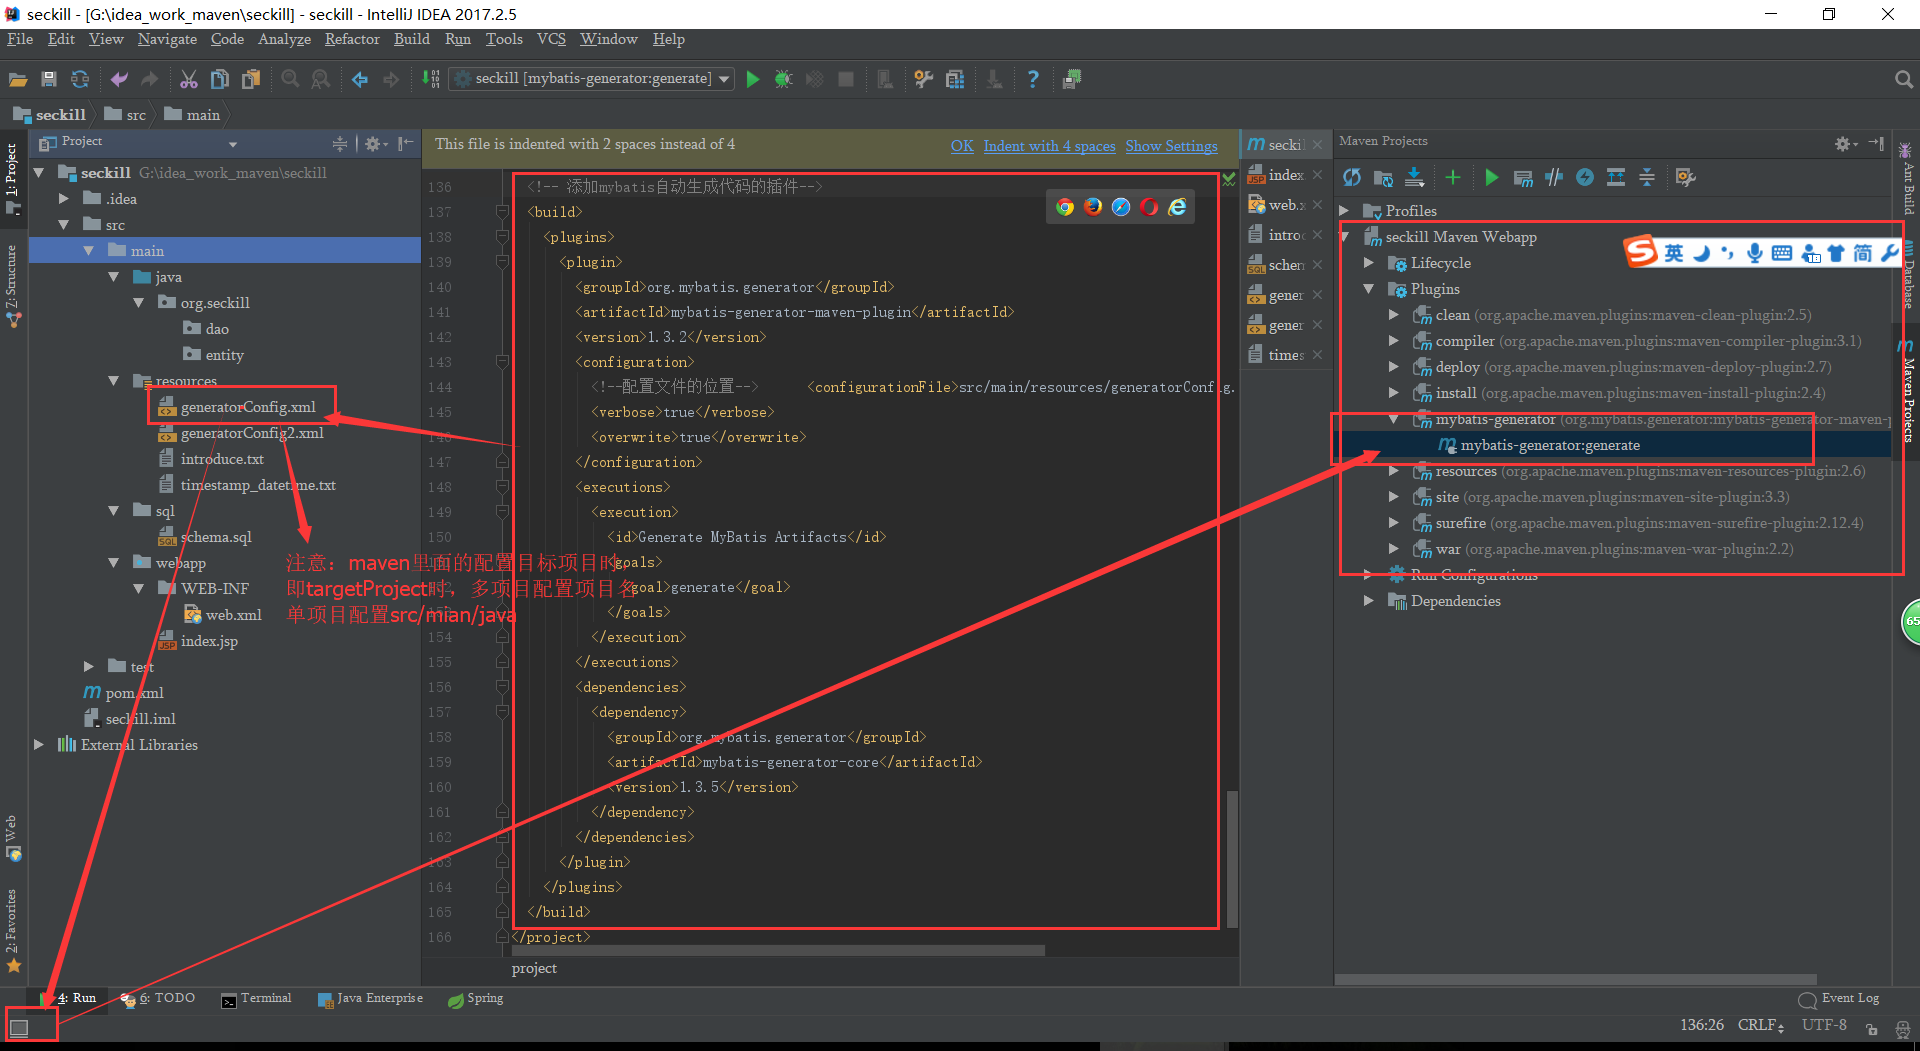 seckill - [G:\idea_work_maven\seckill] - seckill - IntelliJ IDEA 2017.2.5
File Edit View Navigate Code Analyze Refactor Build Run Tools VCS Window Help
seckill [mybatis-generator:generate]
seckill src main
1: Project
7: Structure
Web
2: Favorites
Project
seckill G:\idea_work_maven\seckill
.idea
src
main
java
org.seckill
dao
entity
resources
generatorConfig.xml
generatorConfig2.xml
introduce.txt
timestamp_datetime.txt
sql
schema.sql
webapp
WEB-INF
web.xml
index.jsp
test
pom.xml
seckill.iml
External Libraries
注意：maven里面的配置目标项目时，
即targetProject时，多项目配置项目名
单项目配置src/mian/java
This file is indented with 2 spaces instead of 4 OK Indent with 4 spaces Show Settings
136 <!-- 添加mybatis自动生成代码的插件-->
137 <build>
138 <plugins>
139 <plugin>
140 <groupId>org.mybatis.generator</groupId>
141 <artifactId>mybatis-generator-maven-plugin</artifactId>
142 <version>1.3.2</version>
143 <configuration>
144 <!--配置文件的位置--> <configurationFile>src/main/resources/generatorConfig.
145 <verbose>true</verbose>
146 <overwrite>true</overwrite>
147 </configuration>
148 <executions>
149 <execution>
150 <id>Generate MyBatis Artifacts</id>
goals>
goal>generate</goal>
</goals>
154 </execution>
155 </executions>
156 <dependencies>
157 <dependency>
158 <groupId>org.mybatis.generator</groupId>
159 <artifactId>mybatis-generator-core</artifactId>
160 <version>1.3.5</version>
161 </dependency>
162 </dependencies>
163 </plugin>
164 </plugins>
165 </build>
166 </project>
project
secki
index
web.x
intro
scher
gener
gener
times
Maven Projects
Profiles
seckill Maven Webapp
Lifecycle
Plugins
clean (org.apache.maven.plugins:maven-clean-plugin:2.5)
compiler (org.apache.maven.plugins:maven-compiler-plugin:3.1)
deploy (org.apache.maven.plugins:maven-deploy-plugin:2.7)
install (org.apache.maven.plugins:maven-install-plugin:2.4)
mybatis-generator (org.mybatis.generator:mybatis-generator-maven-p
mybatis-generator:generate
resources (org.apache.maven.plugins:maven-resources-plugin:2.6)
site (org.apache.maven.plugins:maven-site-plugin:3.3)
surefire (org.apache.maven.plugins:maven-surefire-plugin:2.12.4)
war (org.apache.maven.plugins:maven-war-plugin:2.2)
Run Configurations
Dependencies
S 英 简
Ant Build
Database
Maven Projects
65
4: Run 6: TODO Terminal Java Enterprise Spring Event Log
136:26 CRLF UTF-8